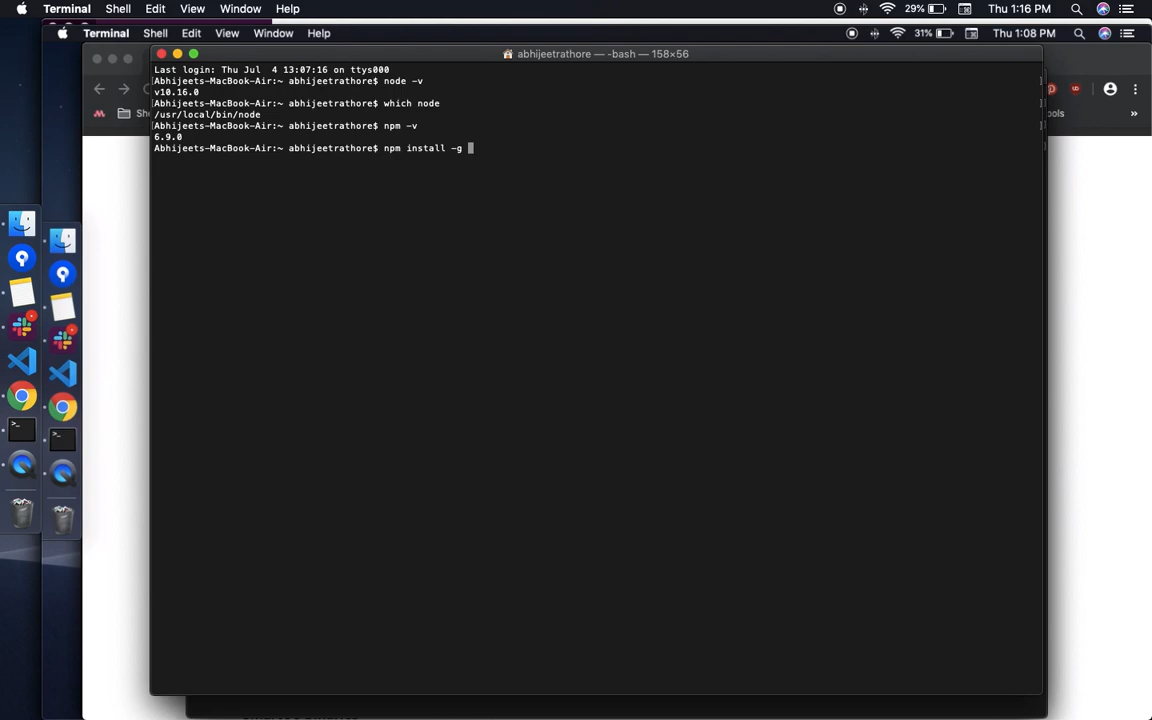 Terminal Shell Edit View Window Help 29% Thu 1:16 PM
Terminal Shell Edit View Window Help 31% Thu 1:08 PM
abhijeetrathore — -bash — 158×56
Last login: Thu Jul  4 13:07:16 on ttys000
[Abhijeets-MacBook-Air:~ abhijeetrathore$ node -v ]
v10.16.0
[Abhijeets-MacBook-Air:~ abhijeetrathore$ which node ]
/usr/local/bin/node
[Abhijeets-MacBook-Air:~ abhijeetrathore$ npm -v ]
6.9.0
Abhijeets-MacBook-Air:~ abhijeetrathore$ npm install -g